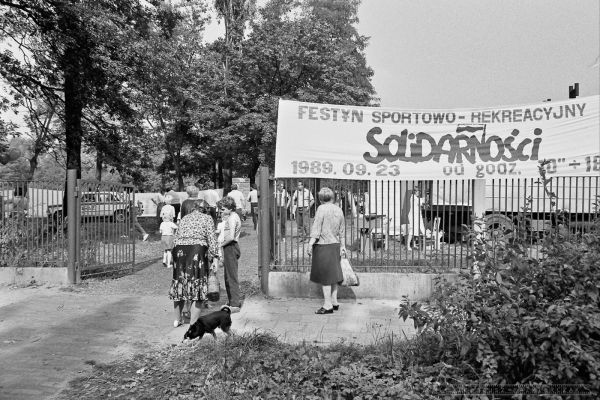 FESTYN SPORTOWO-REKREACYJNY
SOLIDARNOŚCI
1989.09.23 OD GODZ.